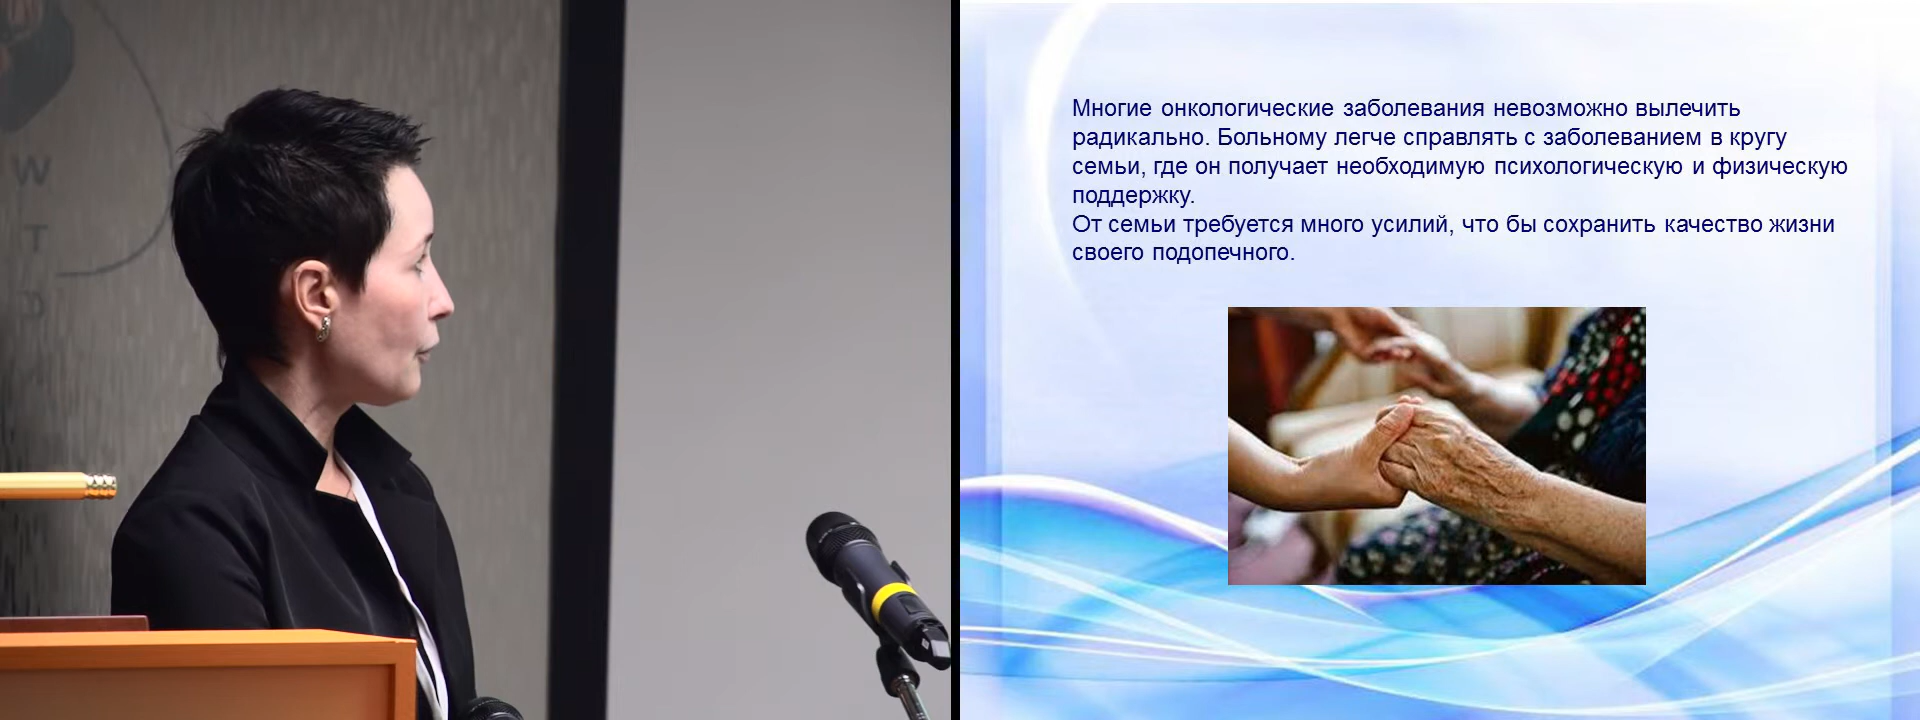 Многие онкологические заболевания невозможно вылечить
радикально. Больному легче справлять с заболеванием в кругу
семьи, где он получает необходимую психологическую и физическую
поддержку.
От семьи требуется много усилий, что бы сохранить качество жизни
своего подопечного.